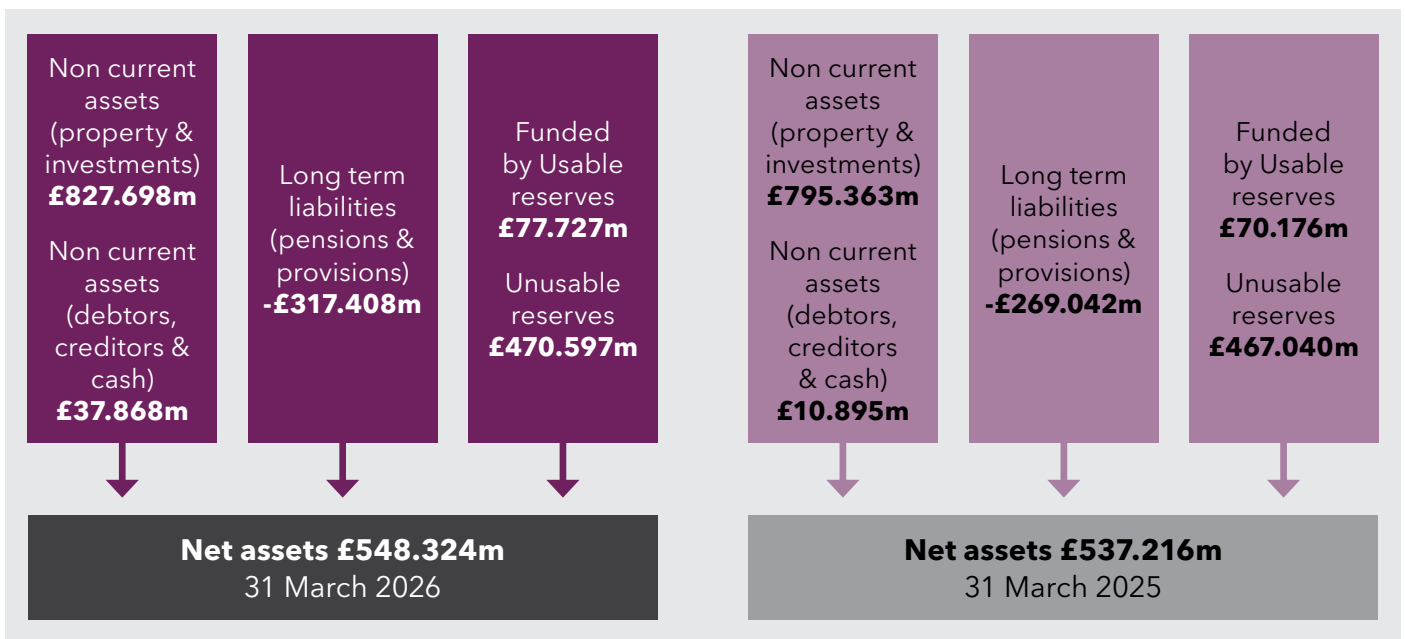 Non current
assets
(property &
investments)
£827.698m
Non current
assets
(debtors,
creditors &
cash)
£37.868m
Long term
liabilities
(pensions &
provisions)
-£317.408m
Funded
by Usable
reserves
£77.727m
Unusable
reserves
£470.597m
Net assets £548.324m
31 March 2026
Non current
assets
(property &
investments)
£795.363m
Non current
assets
(debtors,
creditors
& cash)
£10.895m
Long term
liabilities
(pensions &
provisions)
-£269.042m
Funded
by Usable
reserves
£70.176m
Unusable
reserves
£467.040m
Net assets £537.216m
31 March 2025